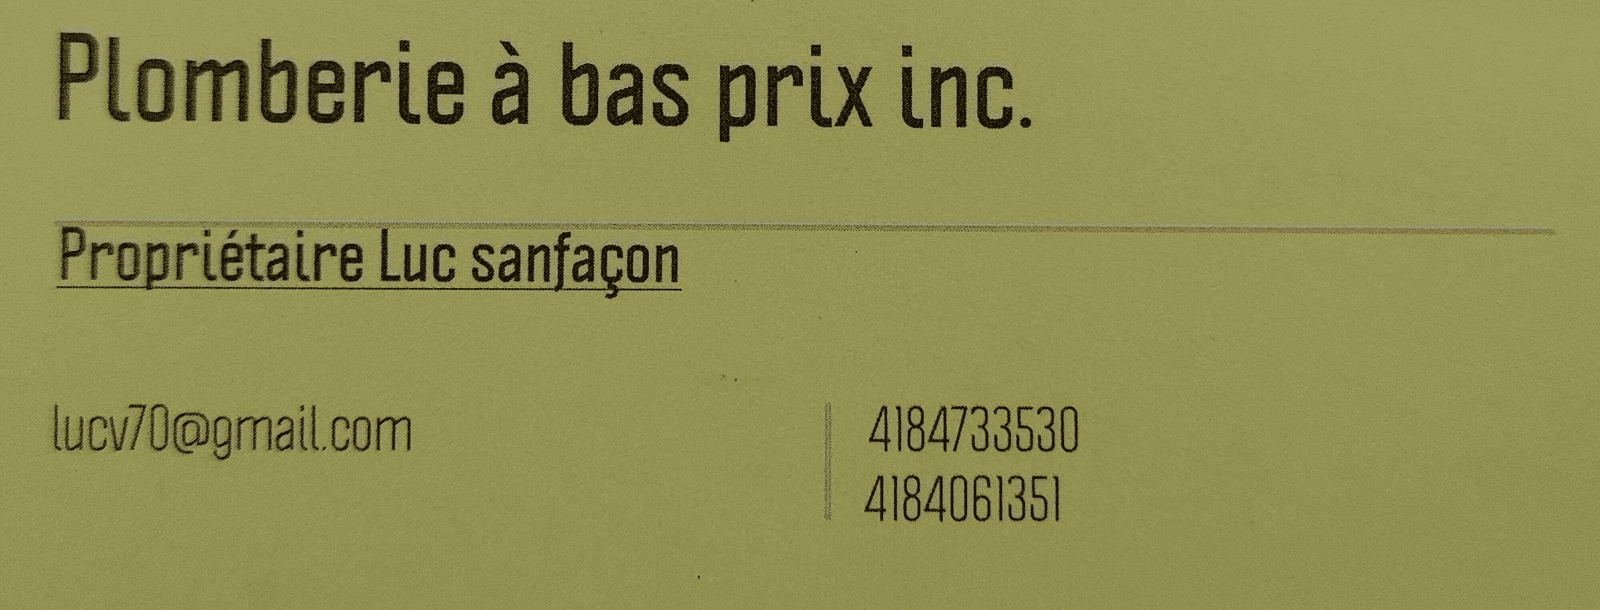 Plomberie à bas prix inc.
Propriétaire Luc sanfaçon
lucv70@gmail.com
4184733530
4184061351